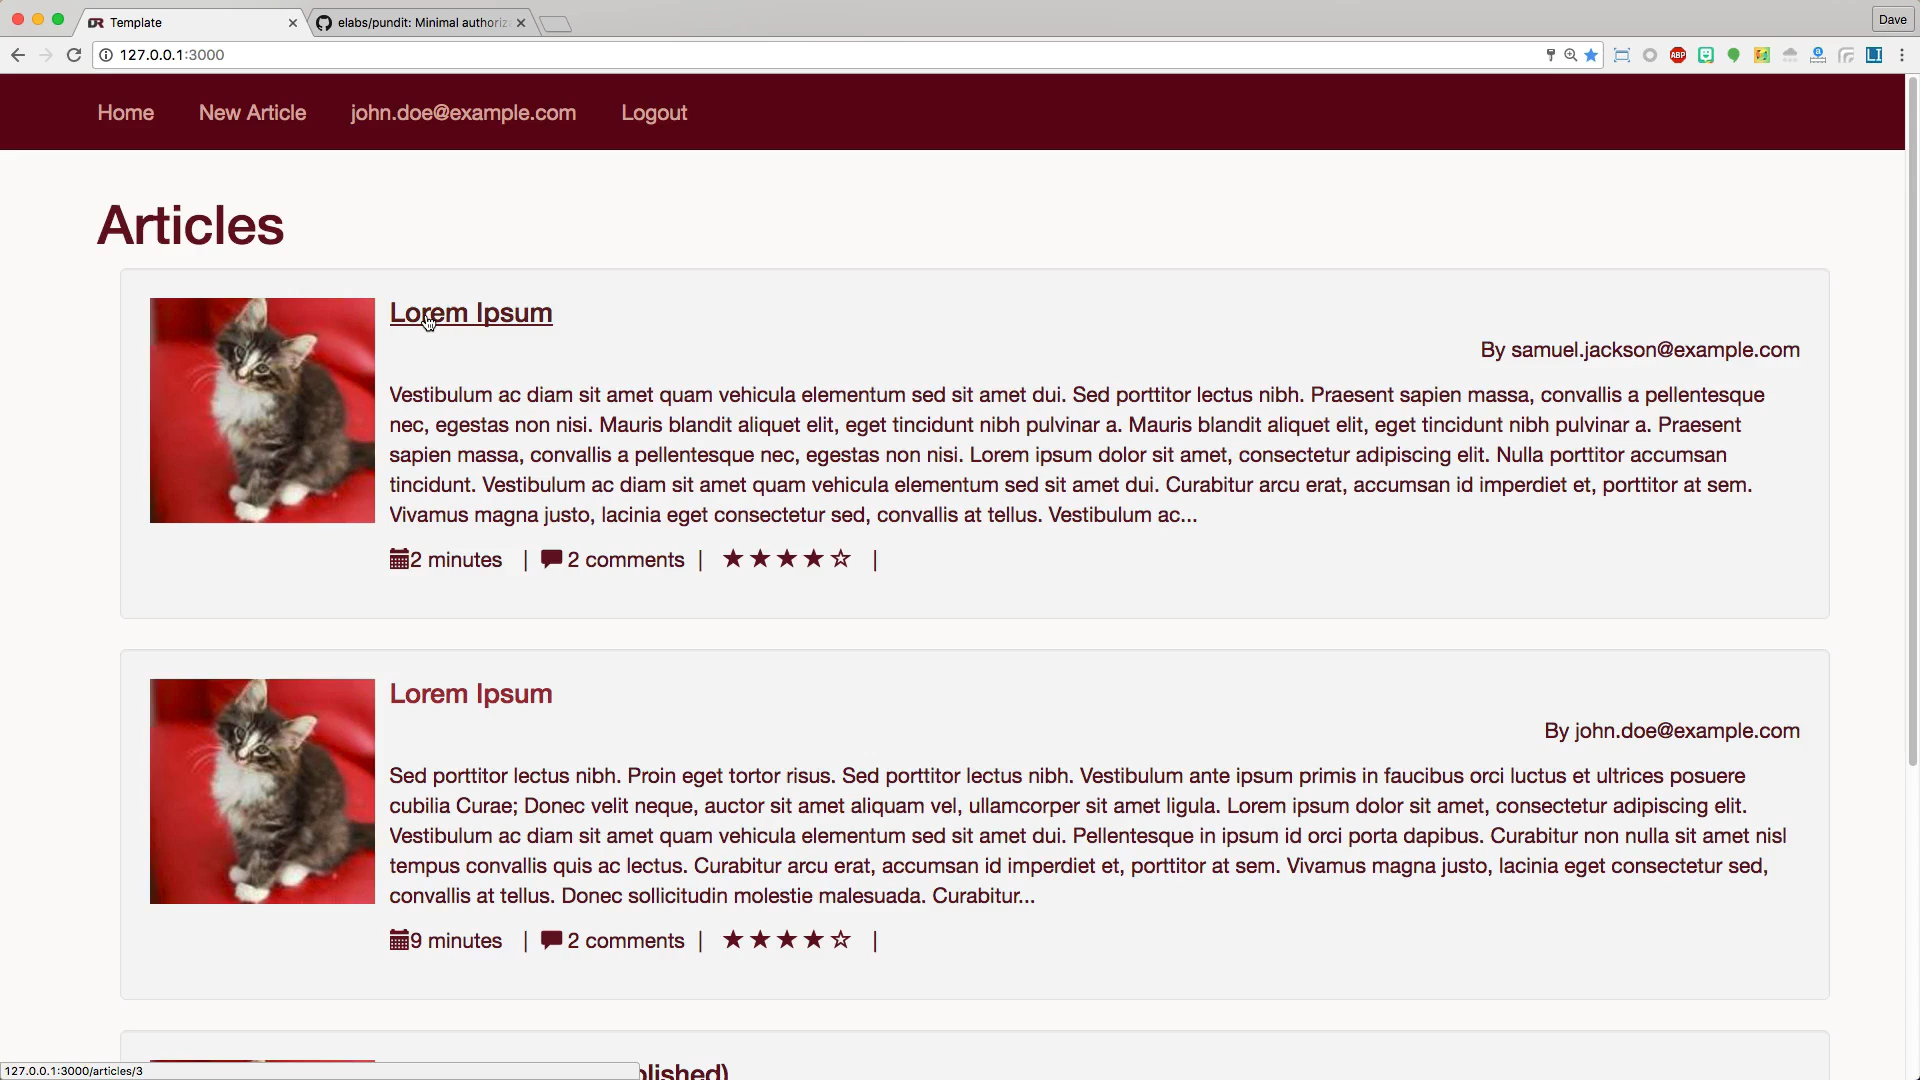 Template
elabs/pundit: Minimal authoriz
Dave
127.0.0.1:3000
ABP
Home New Article john.doe@example.com Logout
Articles
Lorem Ipsum
By samuel.jackson@example.com
Vestibulum ac diam sit amet quam vehicula elementum sed sit amet dui. Sed porttitor lectus nibh. Praesent sapien massa, convallis a pellentesque
nec, egestas non nisi. Mauris blandit aliquet elit, eget tincidunt nibh pulvinar a. Mauris blandit aliquet elit, eget tincidunt nibh pulvinar a. Praesent
sapien massa, convallis a pellentesque nec, egestas non nisi. Lorem ipsum dolor sit amet, consectetur adipiscing elit. Nulla porttitor accumsan
tincidunt. Vestibulum ac diam sit amet quam vehicula elementum sed sit amet dui. Curabitur arcu erat, accumsan id imperdiet et, porttitor at sem.
Vivamus magna justo, lacinia eget consectetur sed, convallis at tellus. Vestibulum ac...
2 minutes | 2 comments | ★★★★☆ |
Lorem Ipsum
By john.doe@example.com
Sed porttitor lectus nibh. Proin eget tortor risus. Sed porttitor lectus nibh. Vestibulum ante ipsum primis in faucibus orci luctus et ultrices posuere
cubilia Curae; Donec velit neque, auctor sit amet aliquam vel, ullamcorper sit amet ligula. Lorem ipsum dolor sit amet, consectetur adipiscing elit.
Vestibulum ac diam sit amet quam vehicula elementum sed sit amet dui. Pellentesque in ipsum id orci porta dapibus. Curabitur non nulla sit amet nisl
tempus convallis quis ac lectus. Curabitur arcu erat, accumsan id imperdiet et, porttitor at sem. Vivamus magna justo, lacinia eget consectetur sed,
convallis at tellus. Donec sollicitudin molestie malesuada. Curabitur...
9 minutes | 2 comments | ★★★★☆ |
127.0.0.1:3000/articles/3
blished)